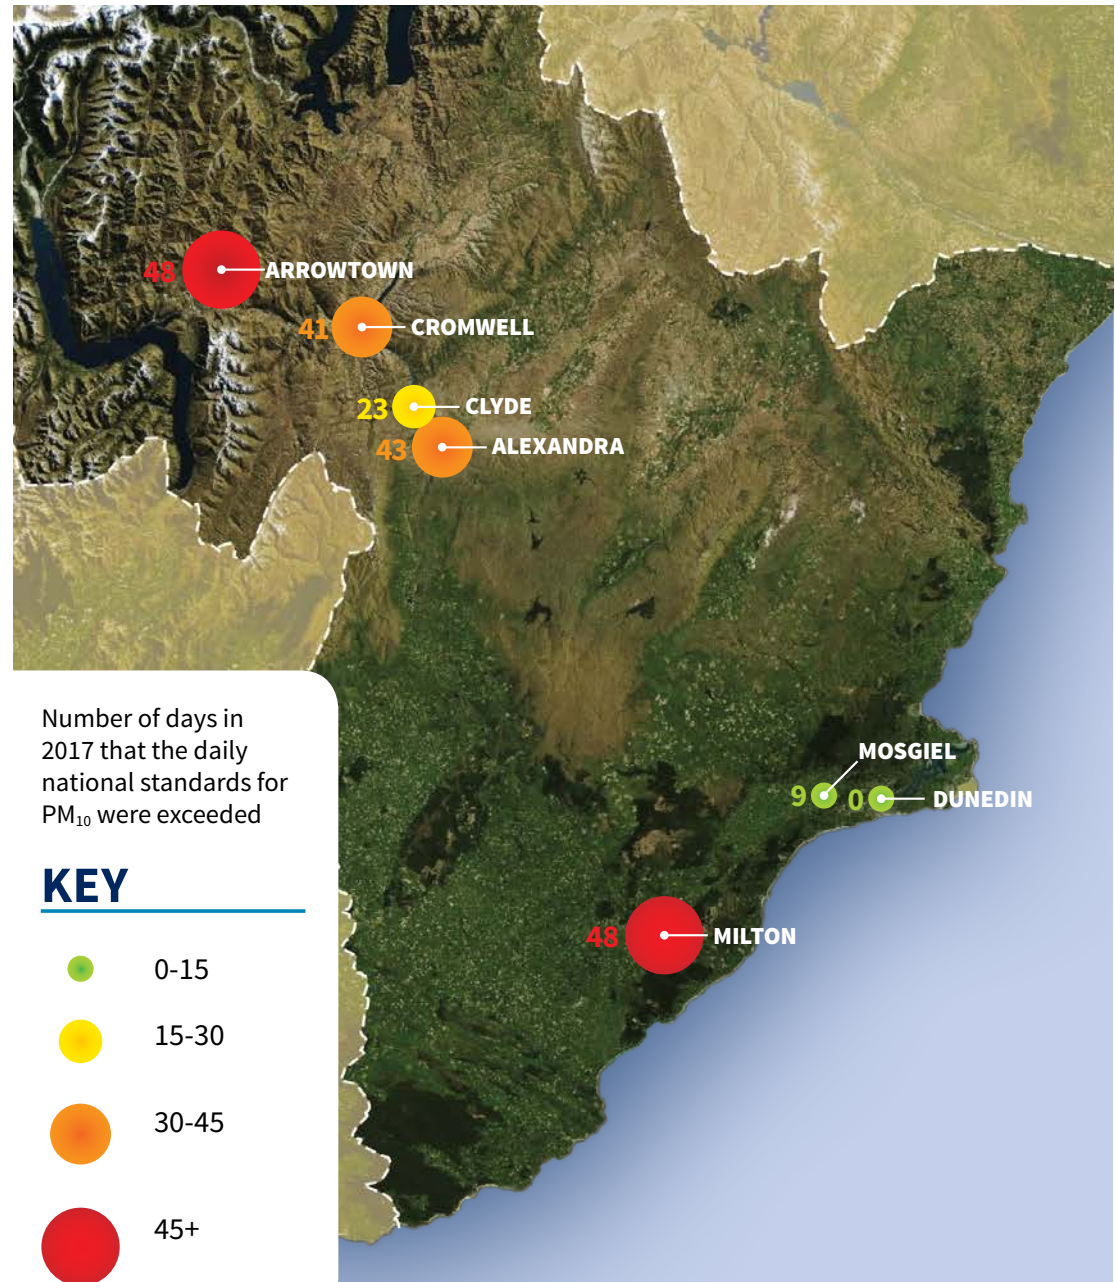 48 ARROWTOWN
41 CROMWELL
23 CLYDE
43 ALEXANDRA
MOSGIEL
9 0 DUNEDIN
48 MILTON
Number of days in
2017 that the daily
national standards for
PM₁₀ were exceeded
KEY
0-15
15-30
30-45
45+